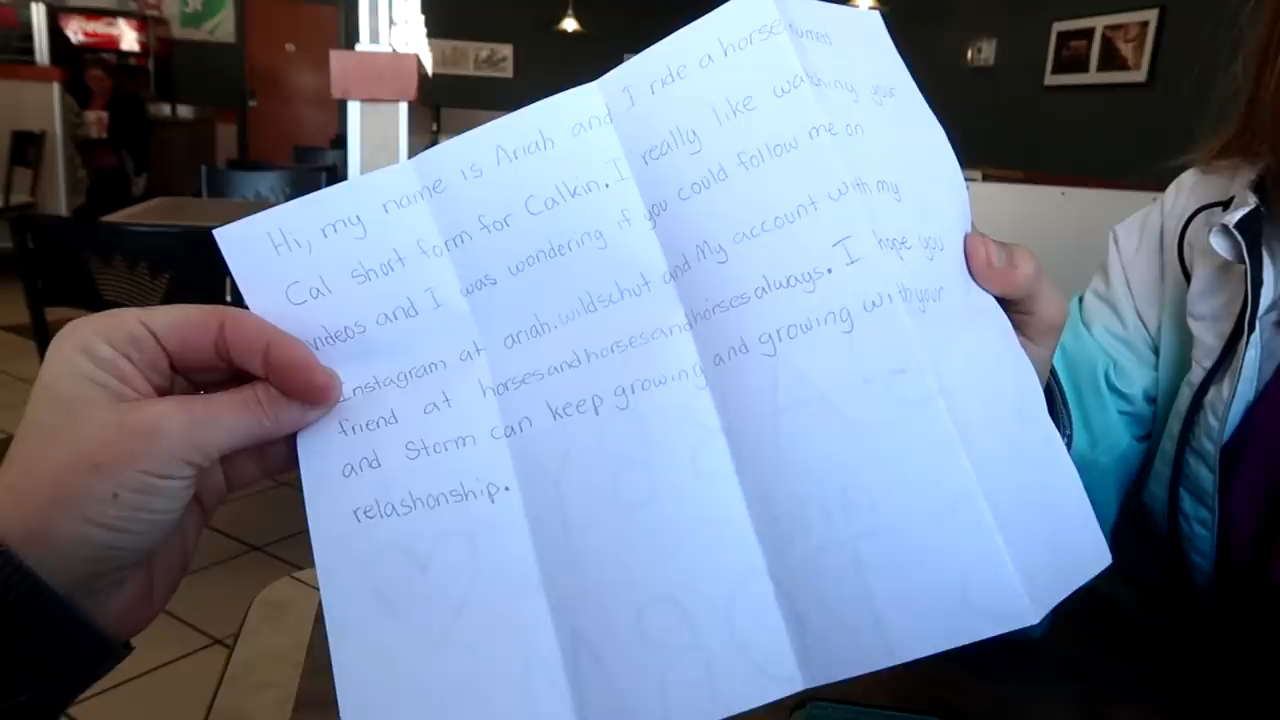 Hi, my name is Ariah and I ride a horse named
Cal short form for Calkin. I really like watching your
videos and I was wondering if you could follow me on
Instagram at ariah.wildschut and My account with my
friend at horsesandhorsesandhorsesalways. I hope you
and Storm can keep growing and growing with your
relashonship.